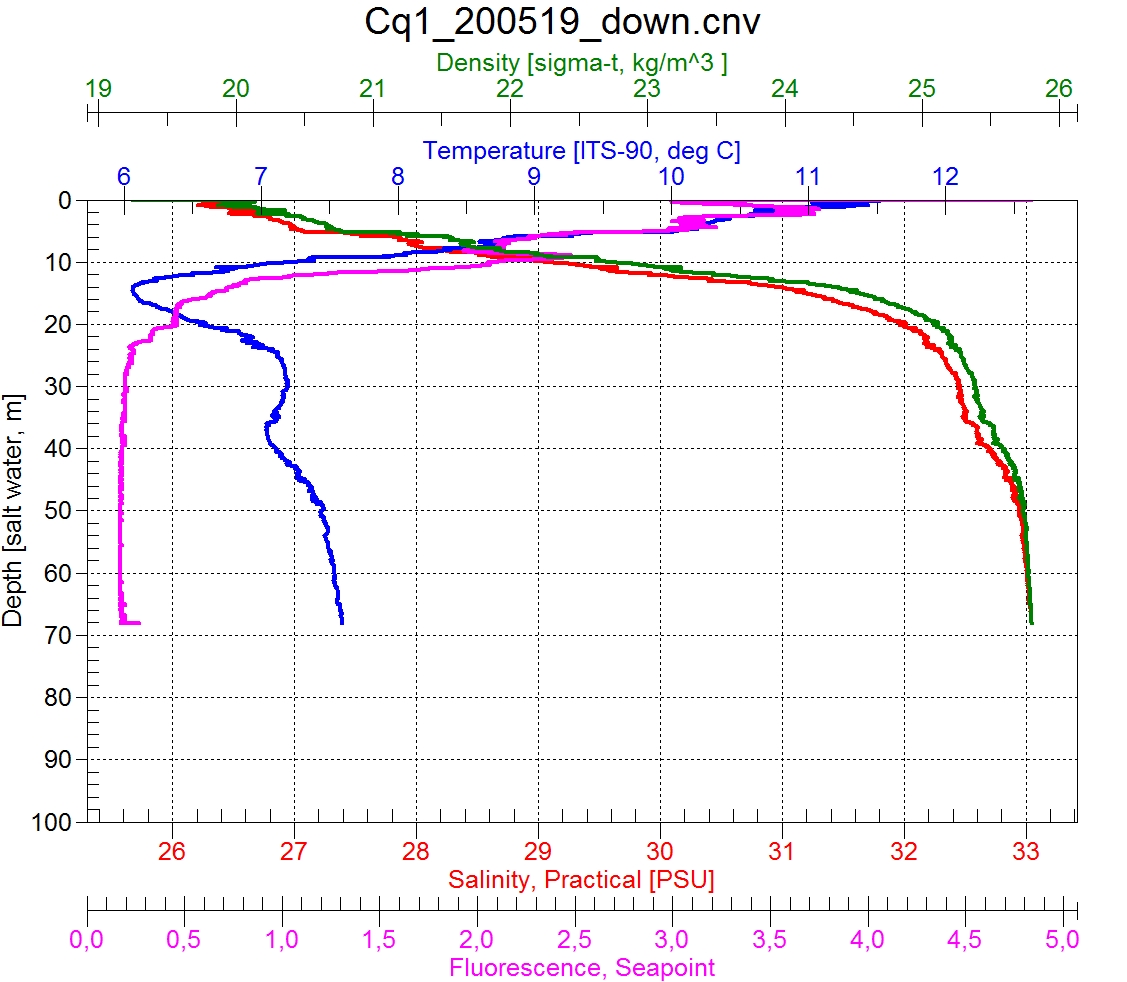 Cq1_200519_down.cnv
Density [sigma-t, kg/m^3 ]
19 20 21 22 23 24 25 26
Temperature [ITS-90, deg C]
6 7 8 9 10 11 12
0
10
20
30
40
50
60
70
80
90
100
Depth [salt water, m]
26 27 28 29 30 31 32 33
Salinity, Practical [PSU]
0,0 0,5 1,0 1,5 2,0 2,5 3,0 3,5 4,0 4,5 5,0
Fluorescence, Seapoint